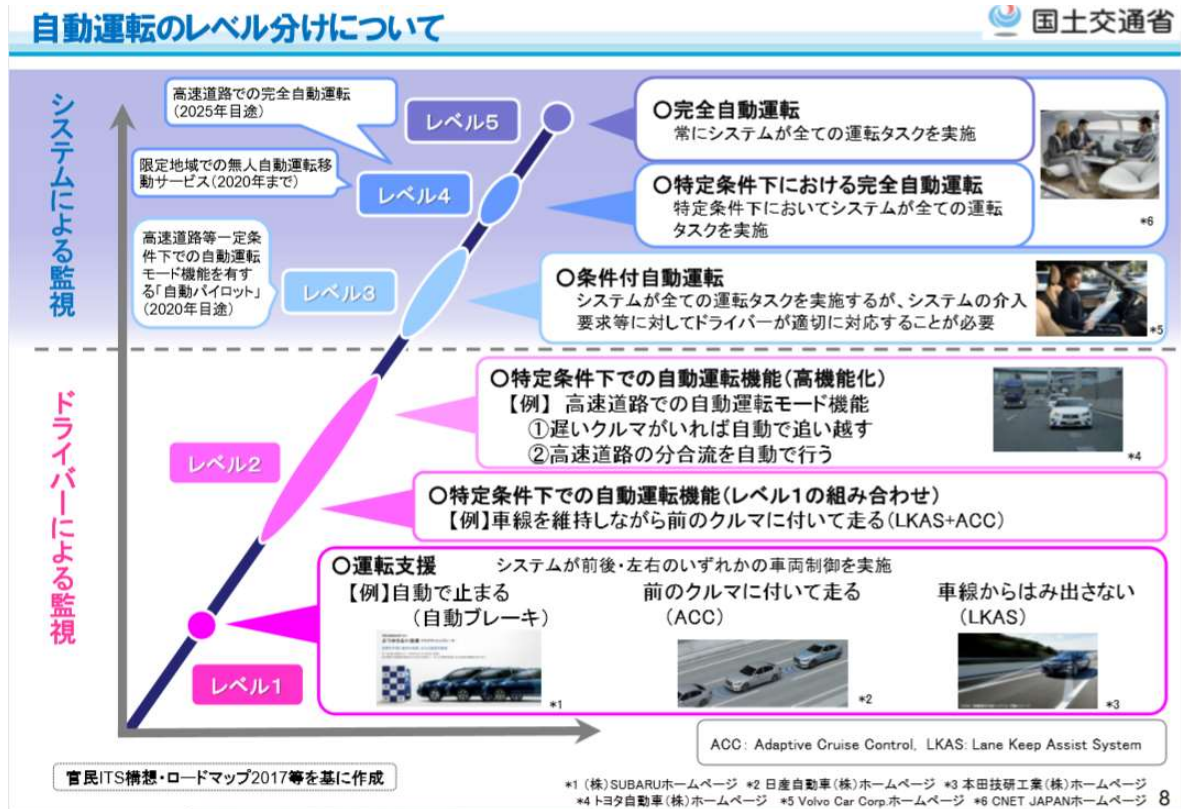 自動運転のレベル分けについて
国土交通省
システムによる監視
ドライバーによる監視
高速道路での完全自動運転
(2025年目途)
レベル5
〇完全自動運転
常にシステムが全ての運転タスクを実施
限定地域での無人自動運転移
動サービス(2020年まで)
レベル4
〇特定条件下における完全自動運転
特定条件下においてシステムが全ての運転
タスクを実施
*6
高速道路等一定条
件下での自動運転
モード機能を有す
る「自動パイロット」
(2020年目途)
レベル3
〇条件付自動運転
システムが全ての運転タスクを実施するが、システムの介入
要求等に対してドライバーが適切に対応することが必要
*5
〇特定条件下での自動運転機能(高機能化)
【例】 高速道路での自動運転モード機能
①遅いクルマがいれば自動で追い越す
②高速道路の分合流を自動で行う
*4
レベル2
〇特定条件下での自動運転機能(レベル1の組み合わせ)
【例】車線を維持しながら前のクルマに付いて走る(LKAS+ACC)
〇運転支援 システムが前後・左右のいずれかの車両制御を実施
【例】自動で止まる
(自動ブレーキ)
前のクルマに付いて走る
(ACC)
車線からはみ出さない
(LKAS)
レベル1
*1
*2
*3
ACC: Adaptive Cruise Control, LKAS: Lane Keep Assist System
官民ITS構想・ロードマップ2017等を基に作成
*1 (株)SUBARUホームページ *2 日産自動車(株)ホームページ *3 本田技研工業(株)ホームページ
*4 トヨタ自動車(株)ホームページ *5 Volvo Car Corp.ホームページ *6 CNET JAPANホームページ
8